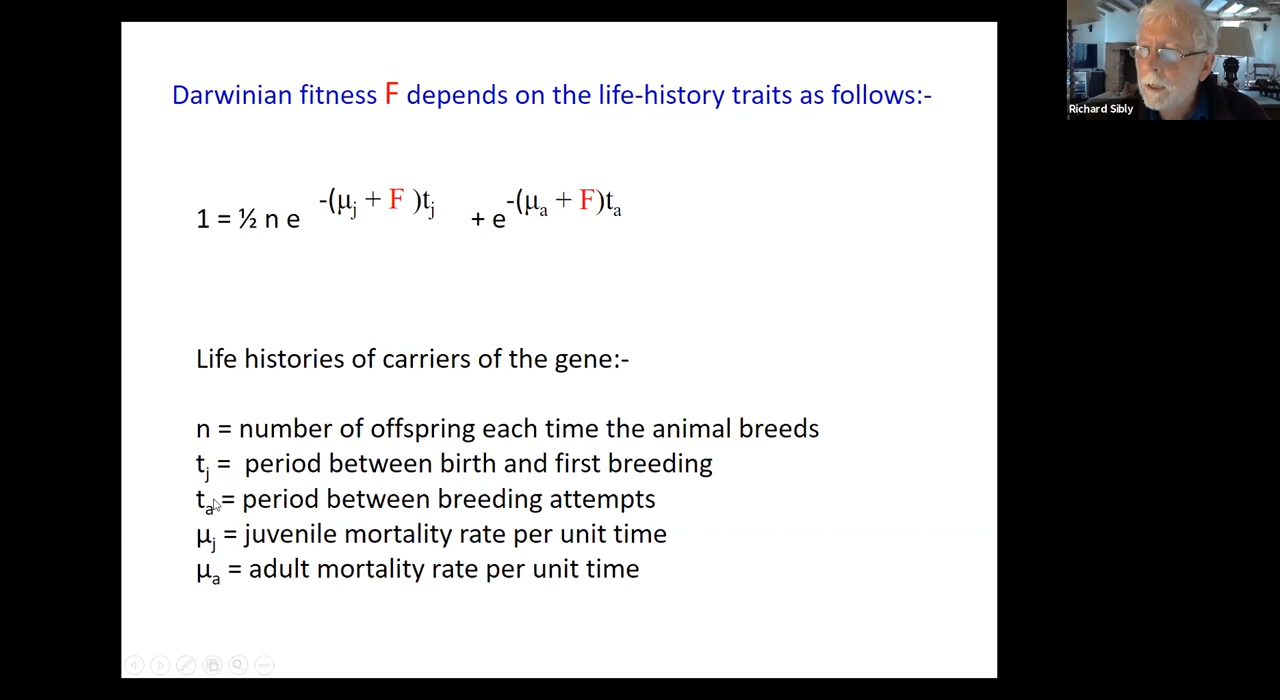 Darwinian fitness F depends on the life-history traits as follows:-
1 = ½ n e -(μj + F )tj + e -(μa + F)ta
Life histories of carriers of the gene:-
n = number of offspring each time the animal breeds
tj = period between birth and first breeding
ta = period between breeding attempts
μj = juvenile mortality rate per unit time
μa = adult mortality rate per unit time
Richard Sibly